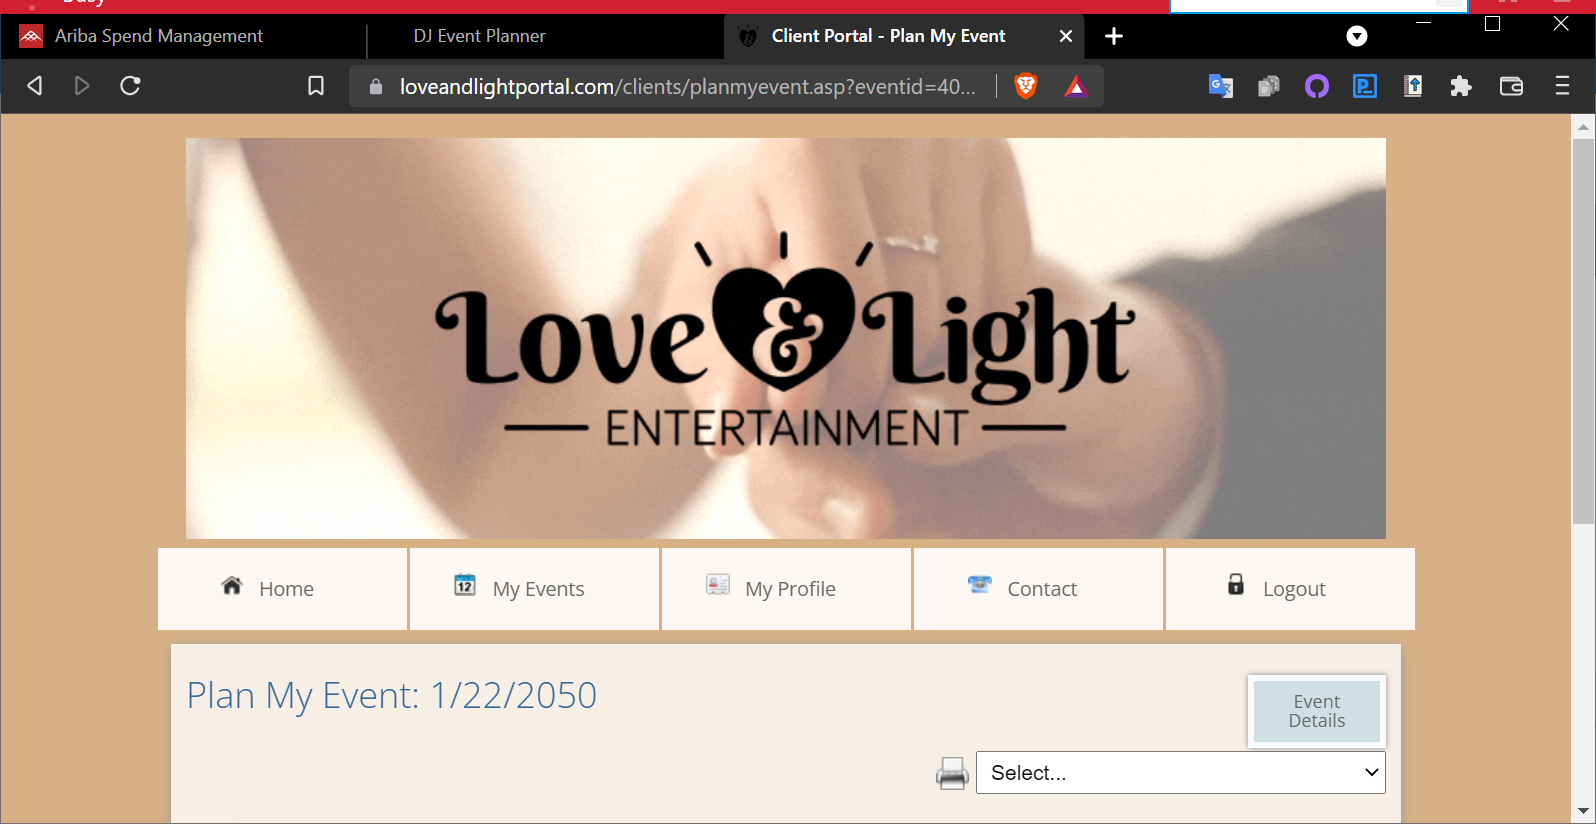 Ariba Spend Management
DJ Event Planner
Client Portal - Plan My Event
loveandlightportal.com/clients/planmyevent.asp?eventid=40...
Love & Light
ENTERTAINMENT
12
Home
My Events
My Profile
Contact
Logout
Plan My Event: 1/22/2050
Event
Details
Select...